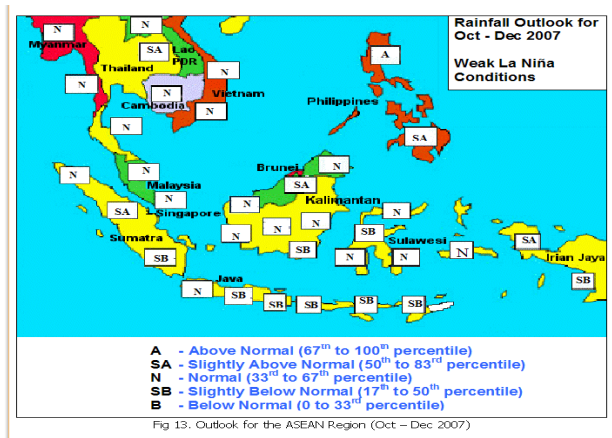 Rainfall Outlook for
Oct - Dec 2007
Weak La Niña
Conditions
N
Myanmar
SA
Lao
PDR
Thailand
N
N
N
Vietnam
Cambodia
N
N
A
Philippines
SA
N
N
Malaysia
N
SA
Singapore
Sumatra
SB
Brunei
N
SA
Kalimantan
N
N
N
N
SB
N
SB
Sulawesi
N
N
N
SA
Irian Jaya
SB
Java
N
SB
SB
SB
SB
SB
A - Above Normal (67th to 100th percentile)
SA - Slightly Above Normal (50th to 83rd percentile)
N - Normal (33rd to 67th percentile)
SB - Slightly Below Normal (17th to 50th percentile)
B - Below Normal (0 to 33rd percentile)
Fig 13. Outlook for the ASEAN Region (Oct – Dec 2007)